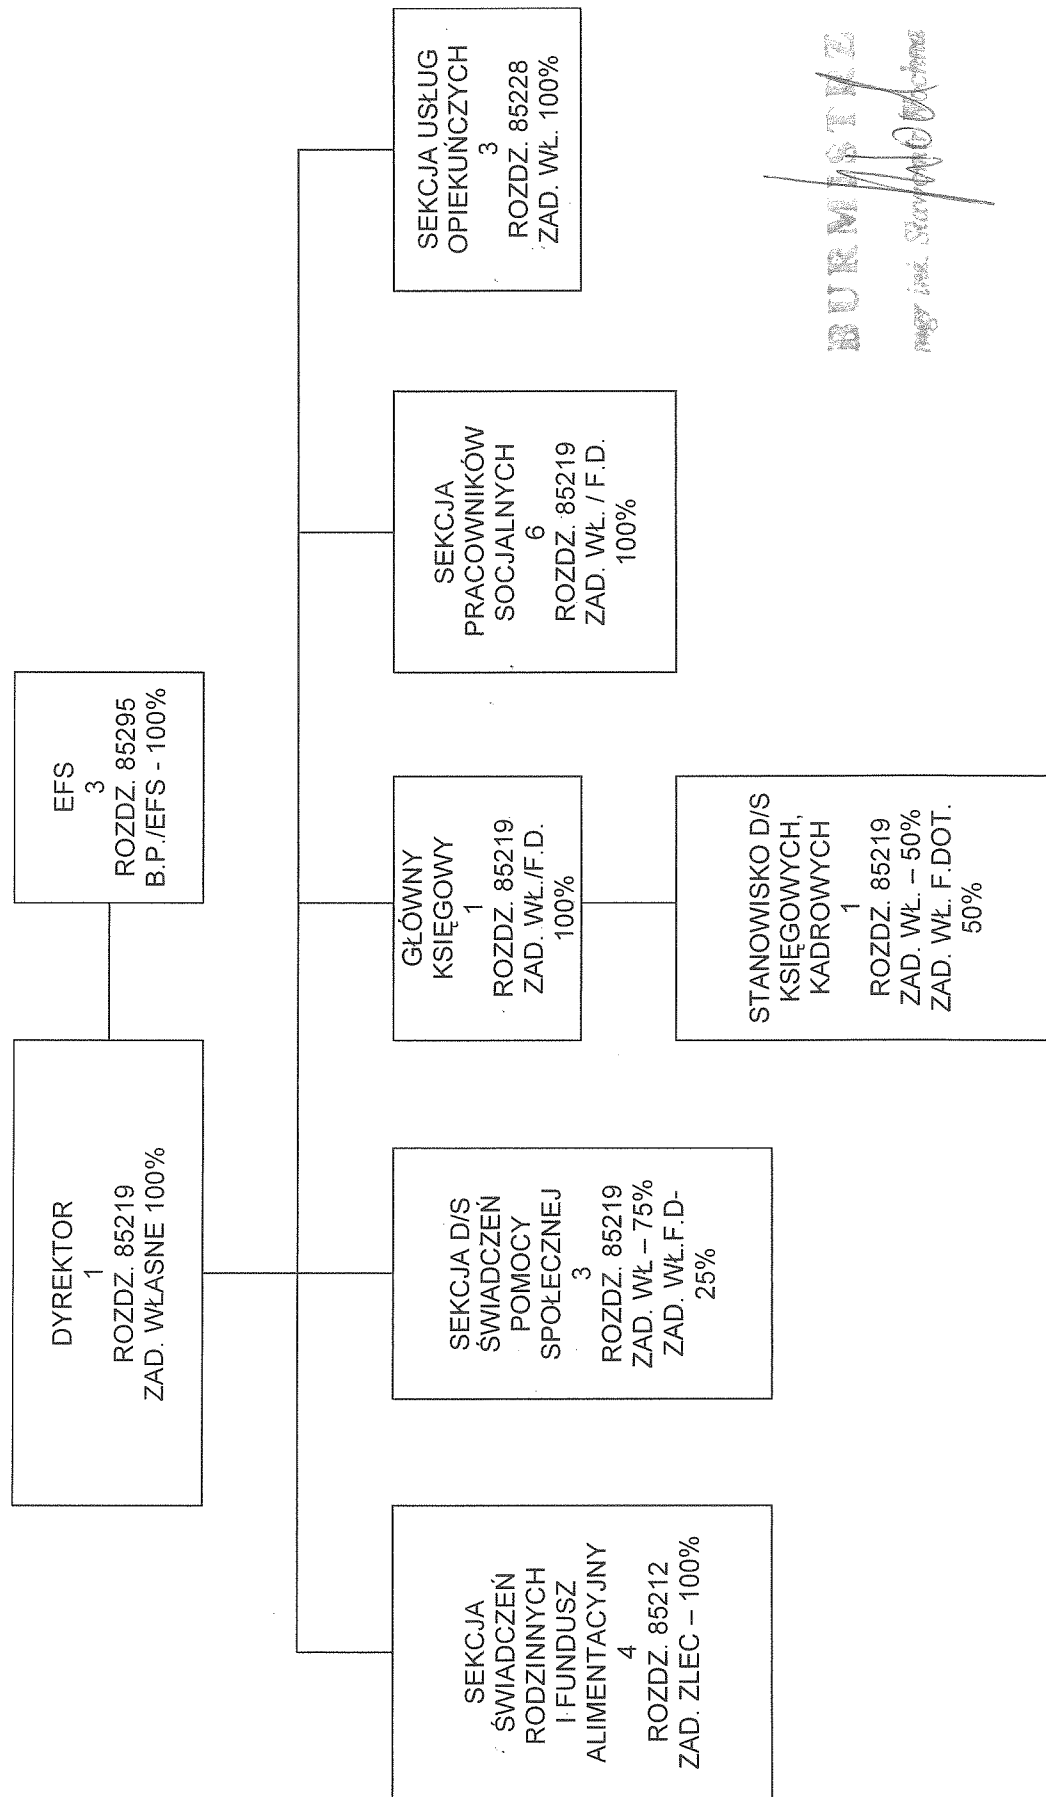 DYREKTOR
1
ROZDZ. 85219
ZAD. WŁASNE 100%
EFS
3
ROZDZ. 85295
B.P./EFS - 100%
SEKCJA
ŚWIADCZEŃ
RODZINNYCH
I FUNDUSZ
ALIMENTACYJNY
4
ROZDZ. 85212
ZAD. ZLEC – 100%
SEKCJA D/S
ŚWIADCZEŃ
POMOCY
SPOŁECZNEJ
3
ROZDZ. 85219
ZAD. WŁ – 75%
ZAD. WŁ.F.D-
25%
GŁÓWNY
KSIĘGOWY
1
ROZDZ. 85219
ZAD. WŁ./F.D.
100%
STANOWISKO D/S
KSIĘGOWYCH,
KADROWYCH
1
ROZDZ. 85219
ZAD. WŁ. – 50%
ZAD. WŁ. F.DOT.
50%
SEKCJA
PRACOWNIKÓW
SOCJALNYCH
6
ROZDZ. 85219
ZAD. WŁ. / F.D.
100%
SEKCJA USŁUG
OPIEKUŃCZYCH
3
ROZDZ. 85228
ZAD. WŁ. 100%
BURMISTRZ
mgr inż.